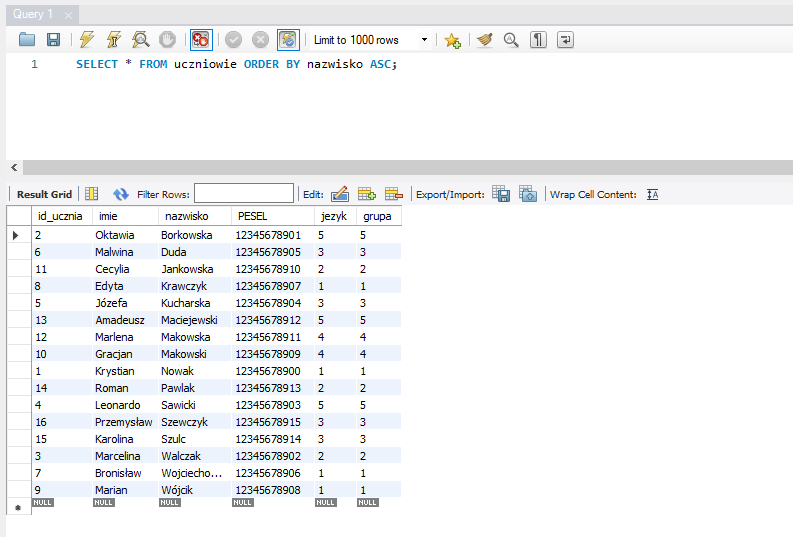 Query 1
Limit to 1000 rows
1 SELECT * FROM uczniowie ORDER BY nazwisko ASC;
Result Grid Filter Rows: Edit: Export/Import: Wrap Cell Content:
id_ucznia imie nazwisko PESEL jezyk grupa
2 Oktawia Borkowska 12345678901 5 5
6 Malwina Duda 12345678905 3 3
11 Cecylia Jankowska 12345678910 2 2
8 Edyta Krawczyk 12345678907 1 1
5 Józefa Kucharska 12345678904 3 3
13 Amadeusz Maciejewski 12345678912 5 5
12 Marlena Makowska 12345678911 4 4
10 Gracjan Makowski 12345678909 4 4
1 Krystian Nowak 12345678900 1 1
14 Roman Pawlak 12345678913 2 2
4 Leonardo Sawicki 12345678903 5 5
16 Przemysław Szewczyk 12345678915 3 3
15 Karolina Szulc 12345678914 3 3
3 Marcelina Walczak 12345678902 2 2
7 Bronisław Wojciecho... 12345678906 1 1
9 Marian Wójcik 12345678908 1 1
NULL NULL NULL NULL NULL NULL